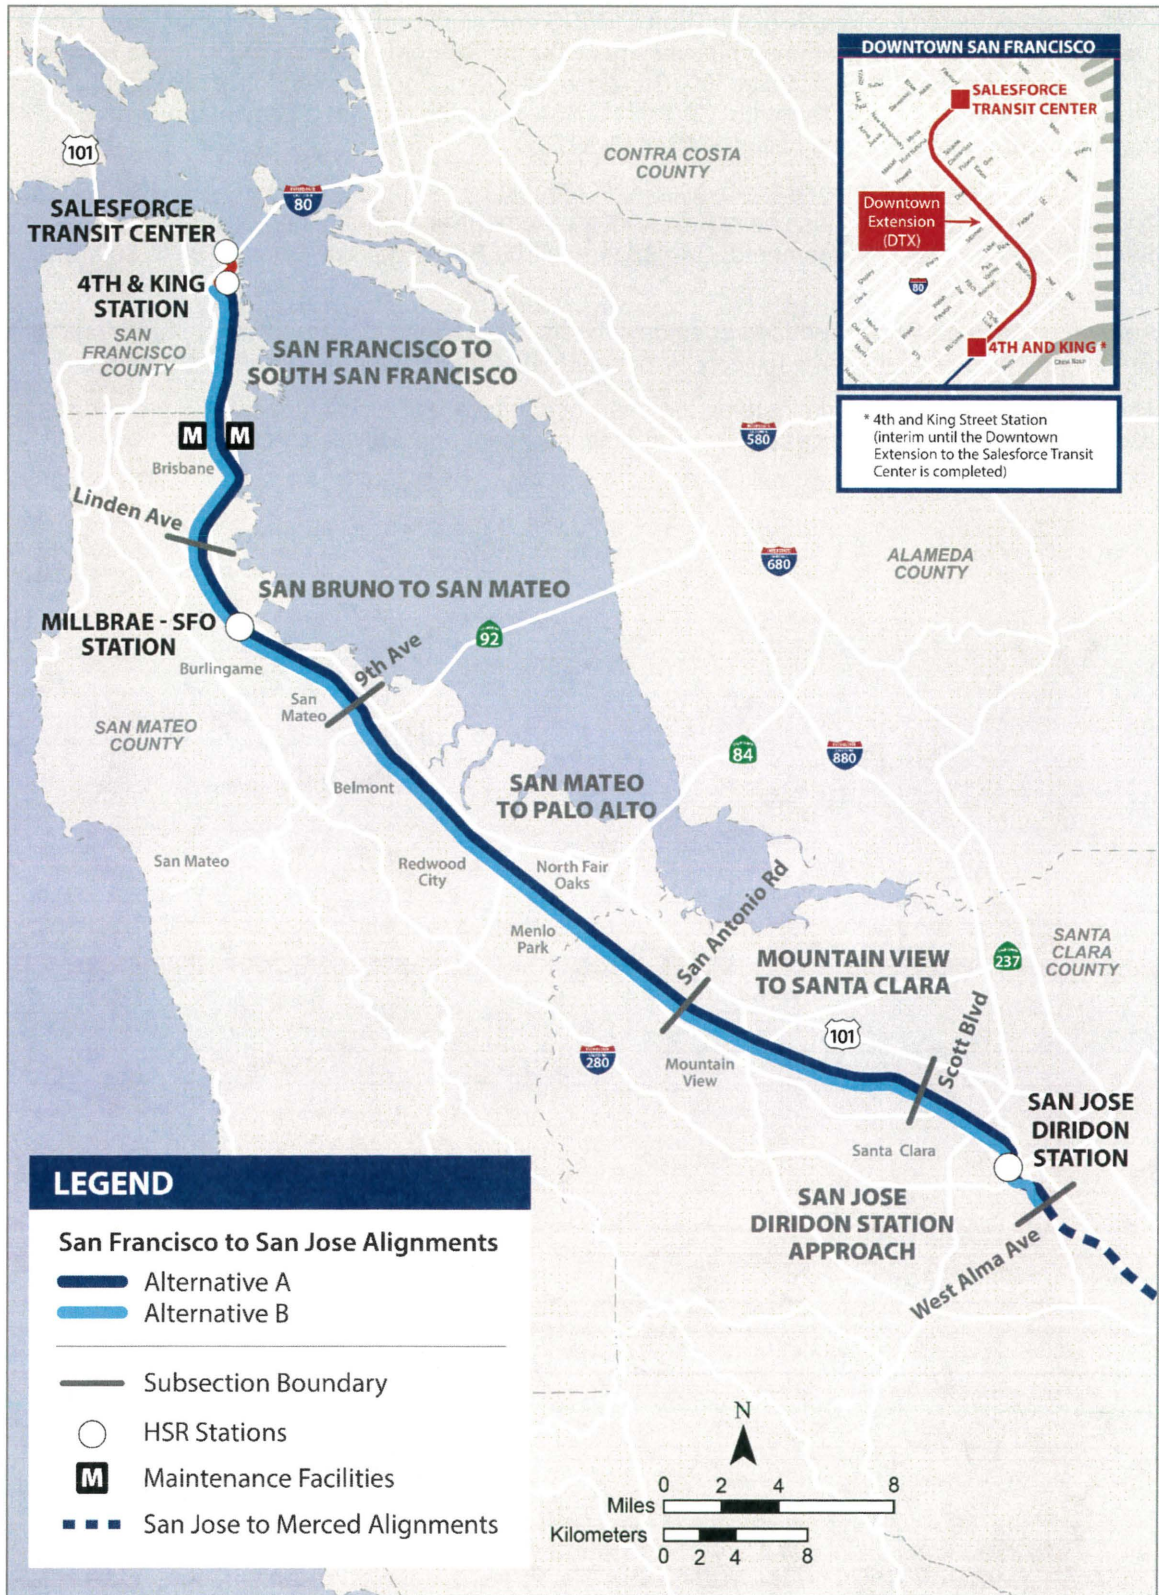 DOWNTOWN SAN FRANCISCO
SALESFORCE
TRANSIT CENTER
Downtown
Extension
(DTX)
80
4TH AND KING *
* 4th and King Street Station
(interim until the Downtown
Extension to the Salesforce Transit
Center is completed)
101
CONTRA COSTA
COUNTY
80
SALESFORCE
TRANSIT CENTER
4TH & KING
STATION
SAN
FRANCISCO
COUNTY
SAN FRANCISCO TO
SOUTH SAN FRANCISCO
M M
580
Brisbane
Linden Ave
680
ALAMEDA
COUNTY
SAN BRUNO TO SAN MATEO
MILLBRAE - SFO
STATION
92
9th Ave
Burlingame
San
Mateo
SAN MATEO
COUNTY
84
880
Belmont
SAN MATEO
TO PALO ALTO
San Mateo
Redwood
City
North Fair
Oaks
Menlo
Park
San Antonio Rd
MOUNTAIN VIEW
TO SANTA CLARA
SANTA
CLARA
COUNTY
237
101
280
Mountain
View
Scott Blvd
SAN JOSE
DIRIDON
STATION
Santa Clara
SAN JOSE
DIRIDON STATION
APPROACH
West Alma Ave
LEGEND
San Francisco to San Jose Alignments
Alternative A
Alternative B
Subsection Boundary
HSR Stations
M Maintenance Facilities
San Jose to Merced Alignments
N
0 2 4 8
Miles
Kilometers
0 2 4 8